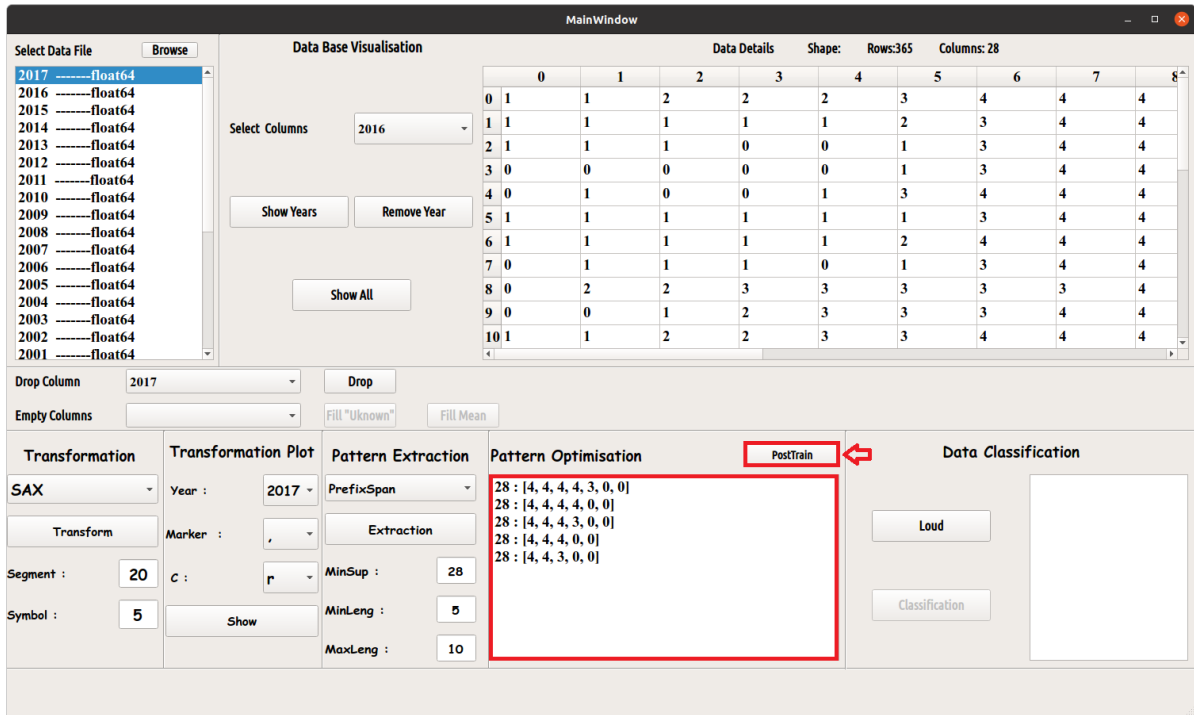 MainWindow
Select Data File Browse Data Base Visualisation Data Details Shape: Rows:365 Columns: 28
2017 -------float64
2016 -------float64
2015 -------float64
2014 -------float64
2013 -------float64
2012 -------float64
2011 -------float64
2010 -------float64
2009 -------float64
2008 -------float64
2007 -------float64
2006 -------float64
2005 -------float64
2004 -------float64
2003 -------float64
2002 -------float64
2001 -------float64
Select Columns 2016
Show Years Remove Year
Show All
0 1 2 3 4 5 6 7 8
0 1 1 2 2 2 3 4 4 4
1 1 1 1 1 1 2 3 4 4
2 1 1 1 0 0 1 3 4 4
3 0 0 0 0 0 1 3 4 4
4 0 1 0 0 1 3 4 4 4
5 1 1 1 1 1 1 3 4 4
6 1 1 1 1 1 2 4 4 4
7 0 1 1 1 0 1 3 4 4
8 0 2 2 3 3 3 3 3 4
9 0 0 1 2 3 3 3 4 4
10 1 1 2 2 3 3 4 4 4
Drop Column 2017 Drop
Empty Columns Fill "Uknown" Fill Mean
Transformation
SAX
Transform
Segment : 20
Symbol : 5
Transformation Plot
Year : 2017
Marker : ,
C : r
Show
Pattern Extraction
PrefixSpan
Extraction
MinSup : 28
MinLeng : 5
MaxLeng : 10
Pattern Optimisation PostTrain
28 : [4, 4, 4, 4, 3, 0, 0]
28 : [4, 4, 4, 4, 0, 0]
28 : [4, 4, 4, 3, 0, 0]
28 : [4, 4, 4, 0, 0]
28 : [4, 4, 3, 0, 0]
Data Classification
Loud
Classification